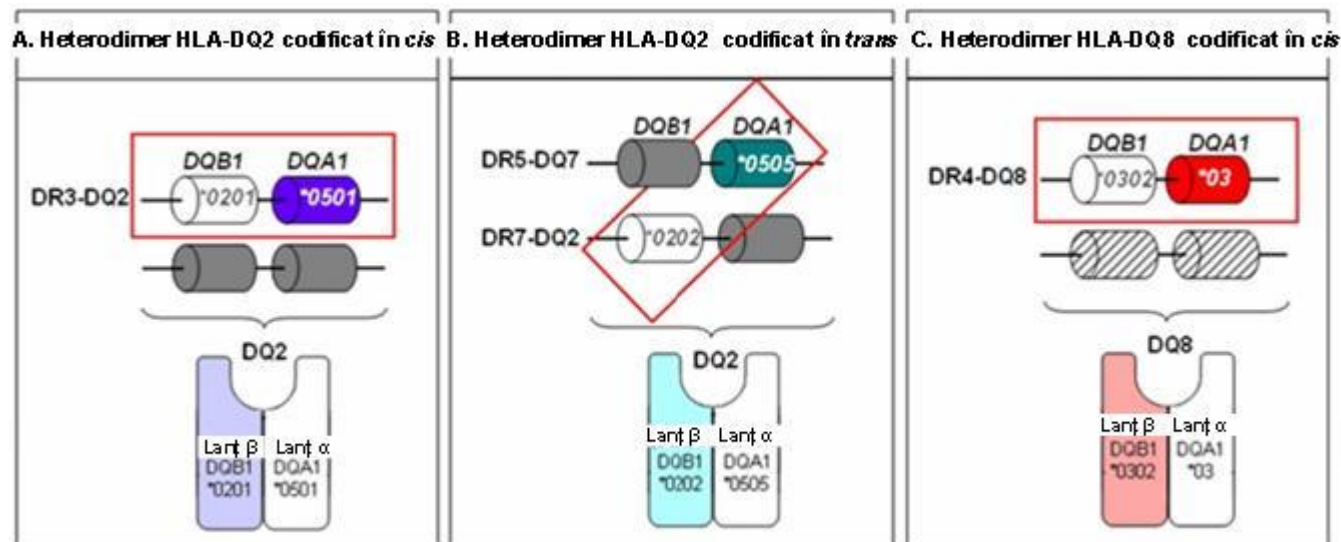 A. Heterodimer HLA-DQ2 codificat în cis
DQB1 DQA1
DR3-DQ2 *0201 *0501
DQ2
Lanţ β Lanţ α
DQB1 DQA1
*0201 *0501
B. Heterodimer HLA-DQ2 codificat în trans
DQB1 DQA1
DR5-DQ7 *0505
DR7-DQ2 *0202
DQ2
Lanţ β Lanţ α
DQB1 DQA1
*0202 *0505
C. Heterodimer HLA-DQ8 codificat în cis
DQB1 DQA1
DR4-DQ8 *0302 *03
DQ8
Lanţ β Lanţ α
DQB1 DQA1
*0302 *03